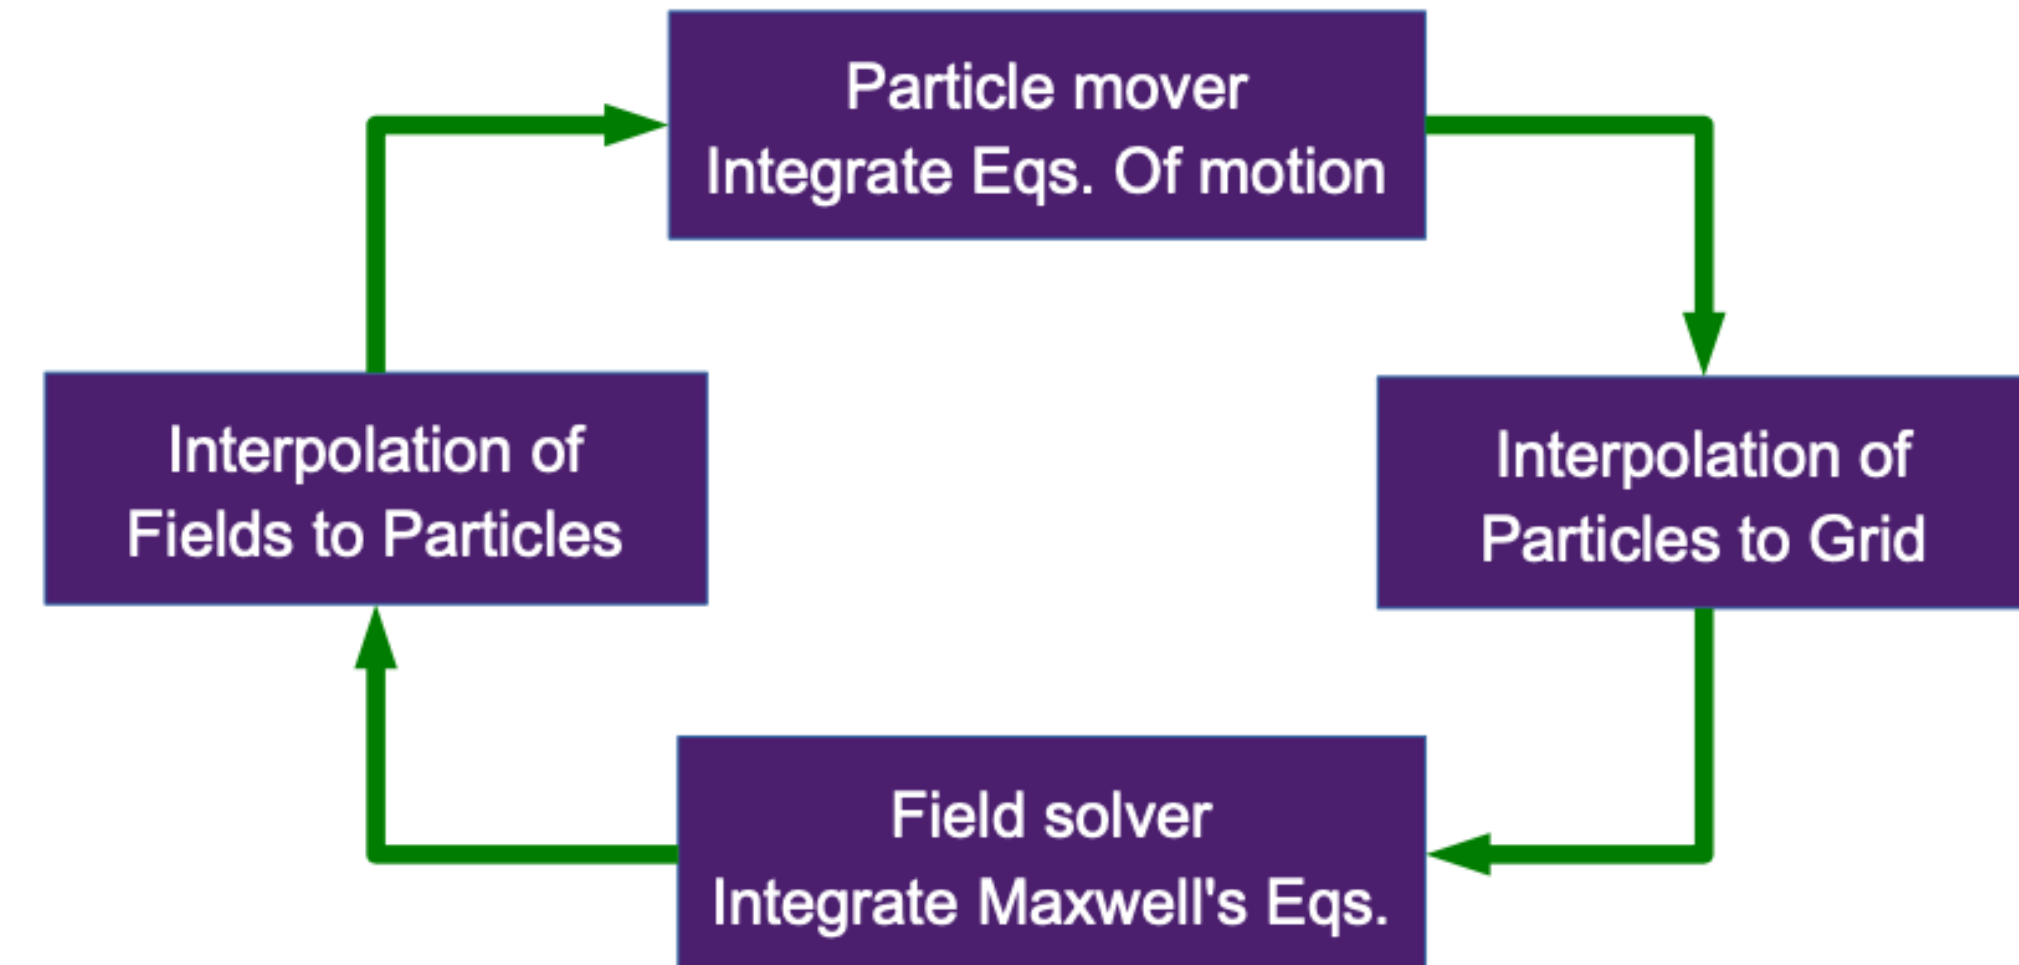 Particle mover
Integrate Eqs. Of motion
Interpolation of
Fields to Particles
Interpolation of
Particles to Grid
Field solver
Integrate Maxwell's Eqs.